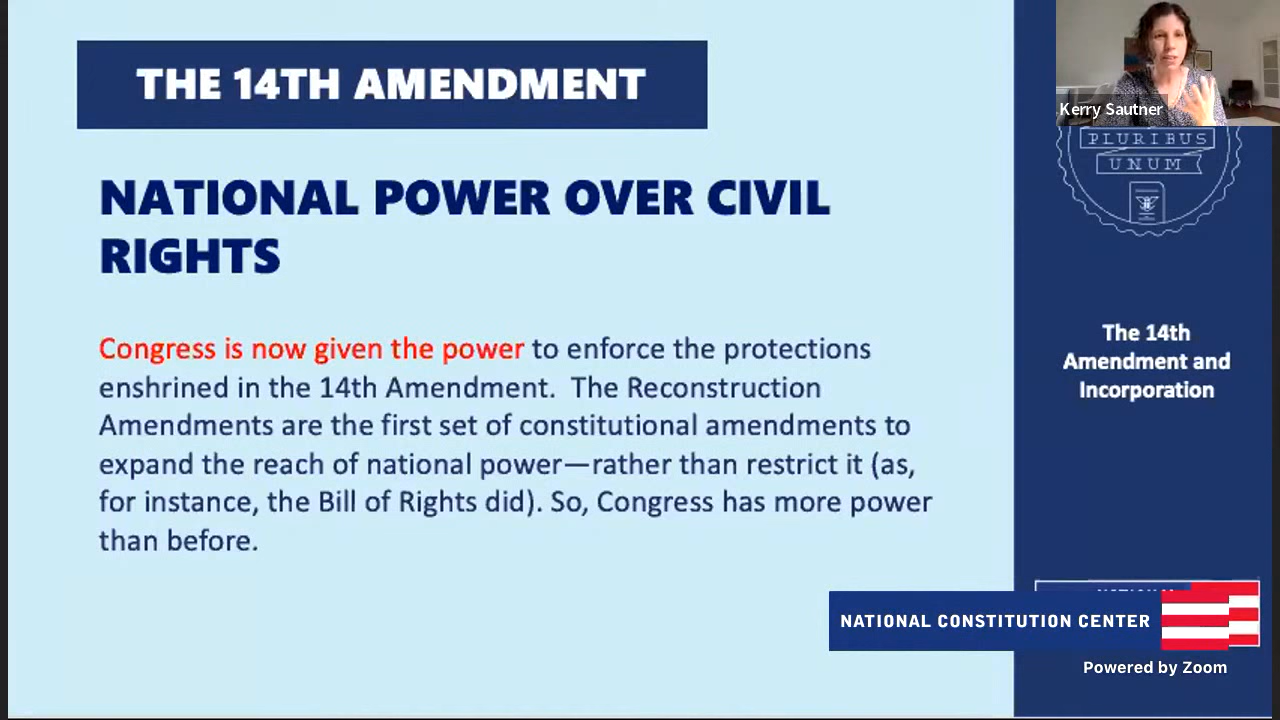 THE 14TH AMENDMENT
NATIONAL POWER OVER CIVIL
RIGHTS
Congress is now given the power to enforce the protections
enshrined in the 14th Amendment.  The Reconstruction
Amendments are the first set of constitutional amendments to
expand the reach of national power—rather than restrict it (as,
for instance, the Bill of Rights did). So, Congress has more power
than before.
Kerry Sautner
PLURIBUS
UNUM
The 14th
Amendment and
Incorporation
NATIONAL CONSTITUTION CENTER
Powered by Zoom